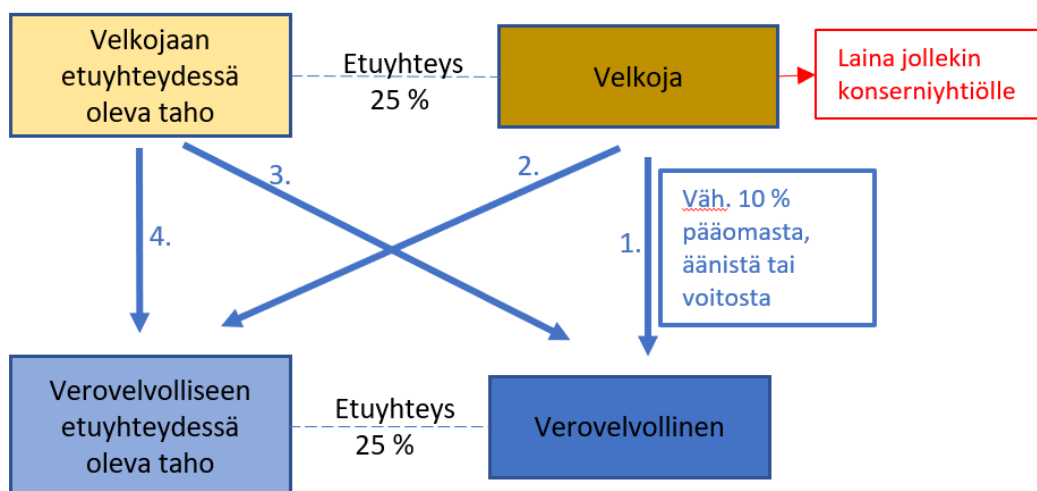 Velkojaan
etuyhteydessä
oleva taho
Etuyhteys
25 %
Velkoja
Laina jollekin
konserniyhtiölle
3.
2.
4.
1.
Väh. 10 %
pääomasta,
äänistä tai
voitosta
Verovelvolliseen
etuyhteydessä
oleva taho
Etuyhteys
25 %
Verovelvollinen